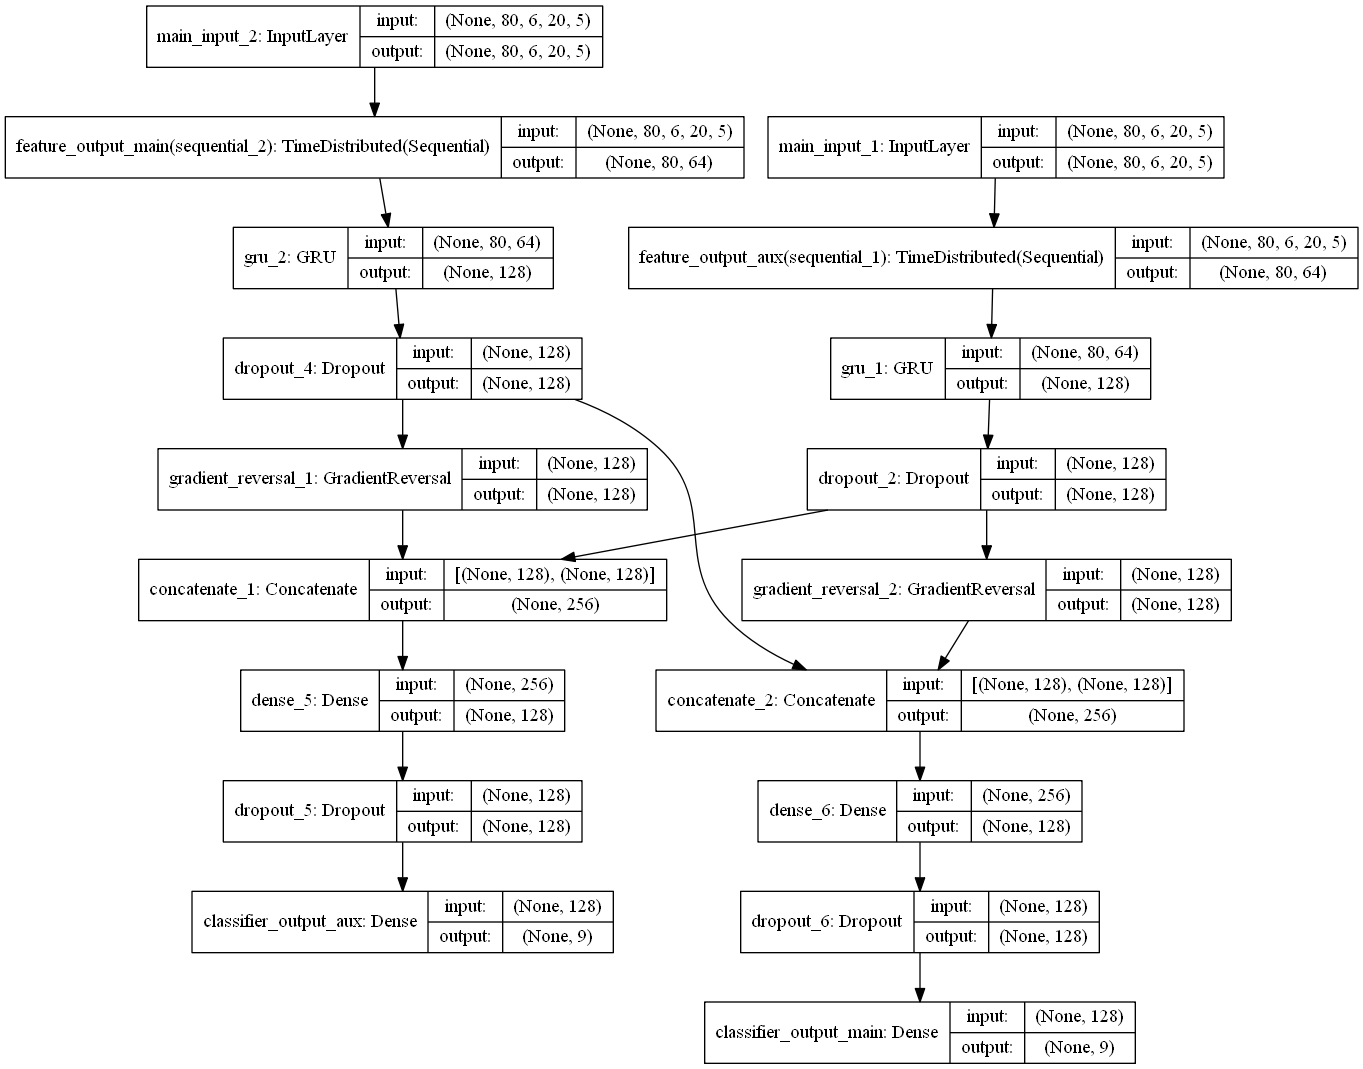 main_input_2: InputLayer
input:
(None, 80, 6, 20, 5)
output:
(None, 80, 6, 20, 5)
feature_output_main(sequential_2): TimeDistributed(Sequential)
input:
(None, 80, 6, 20, 5)
output:
(None, 80, 64)
main_input_1: InputLayer
input:
(None, 80, 6, 20, 5)
output:
(None, 80, 6, 20, 5)
gru_2: GRU
input:
(None, 80, 64)
output:
(None, 128)
feature_output_aux(sequential_1): TimeDistributed(Sequential)
input:
(None, 80, 6, 20, 5)
output:
(None, 80, 64)
dropout_4: Dropout
input:
(None, 128)
output:
(None, 128)
gru_1: GRU
input:
(None, 80, 64)
output:
(None, 128)
gradient_reversal_1: GradientReversal
input:
(None, 128)
output:
(None, 128)
dropout_2: Dropout
input:
(None, 128)
output:
(None, 128)
concatenate_1: Concatenate
input:
[(None, 128), (None, 128)]
output:
(None, 256)
gradient_reversal_2: GradientReversal
input:
(None, 128)
output:
(None, 128)
dense_5: Dense
input:
(None, 256)
output:
(None, 128)
concatenate_2: Concatenate
input:
[(None, 128), (None, 128)]
output:
(None, 256)
dropout_5: Dropout
input:
(None, 128)
output:
(None, 128)
dense_6: Dense
input:
(None, 256)
output:
(None, 128)
classifier_output_aux: Dense
input:
(None, 128)
output:
(None, 9)
dropout_6: Dropout
input:
(None, 128)
output:
(None, 128)
classifier_output_main: Dense
input:
(None, 128)
output:
(None, 9)